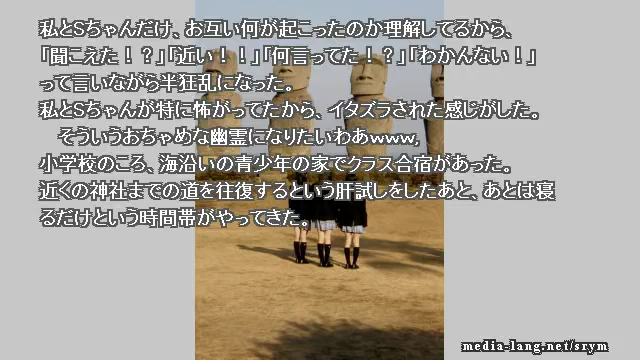 私とSちゃんだけ、お互い何が起こったのか理解してるから、
「聞こえた！？」「近い！！」「何言ってた！？」「わかんない！」
って言いながら半狂乱になった。
私とSちゃんが特に怖がってたから、イタズラされた感じがした。
　そういうおちゃめな幽霊になりたいわあwww,
小学校のころ、海沿いの青少年の家でクラス合宿があった。
近くの神社までの道を往復するという肝試しをしたあと、あとは寝
るだけという時間帯がやってきた。
media-lang.net/srym